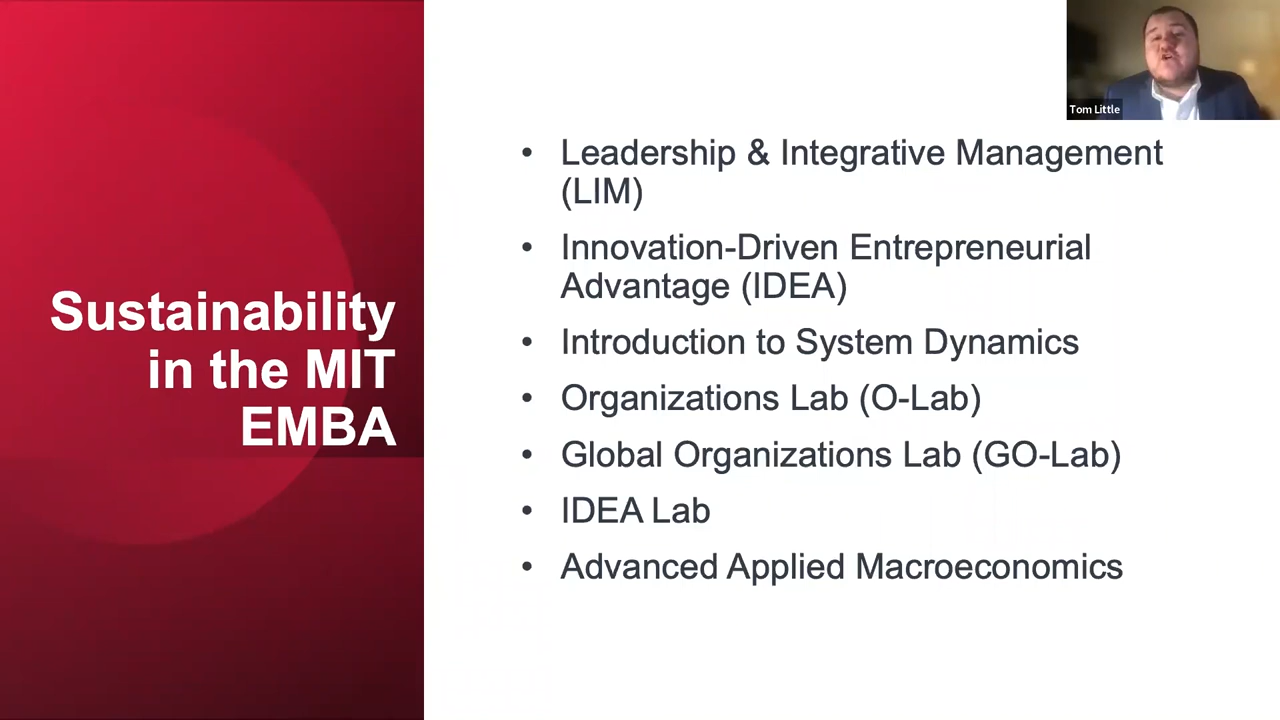 Sustainability
in the MIT
EMBA
• Leadership & Integrative Management
(LIM)
• Innovation-Driven Entrepreneurial
Advantage (IDEA)
• Introduction to System Dynamics
• Organizations Lab (O-Lab)
• Global Organizations Lab (GO-Lab)
• IDEA Lab
• Advanced Applied Macroeconomics
Tom Little